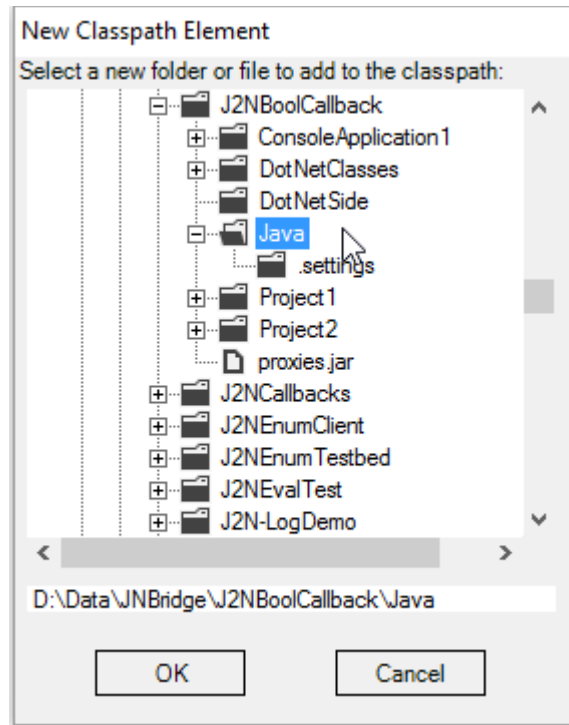 New Classpath Element
Select a new folder or file to add to the classpath:
J2NBoolCallback
ConsoleApplication1
DotNetClasses
DotNetSide
Java
.settings
Project1
Project2
proxies.jar
J2NCallbacks
J2NEnumClient
J2NEnumTestbed
J2NEvalTest
J2N-LogDemo
D:\Data\JNBridge\J2NBoolCallback\Java
OK Cancel